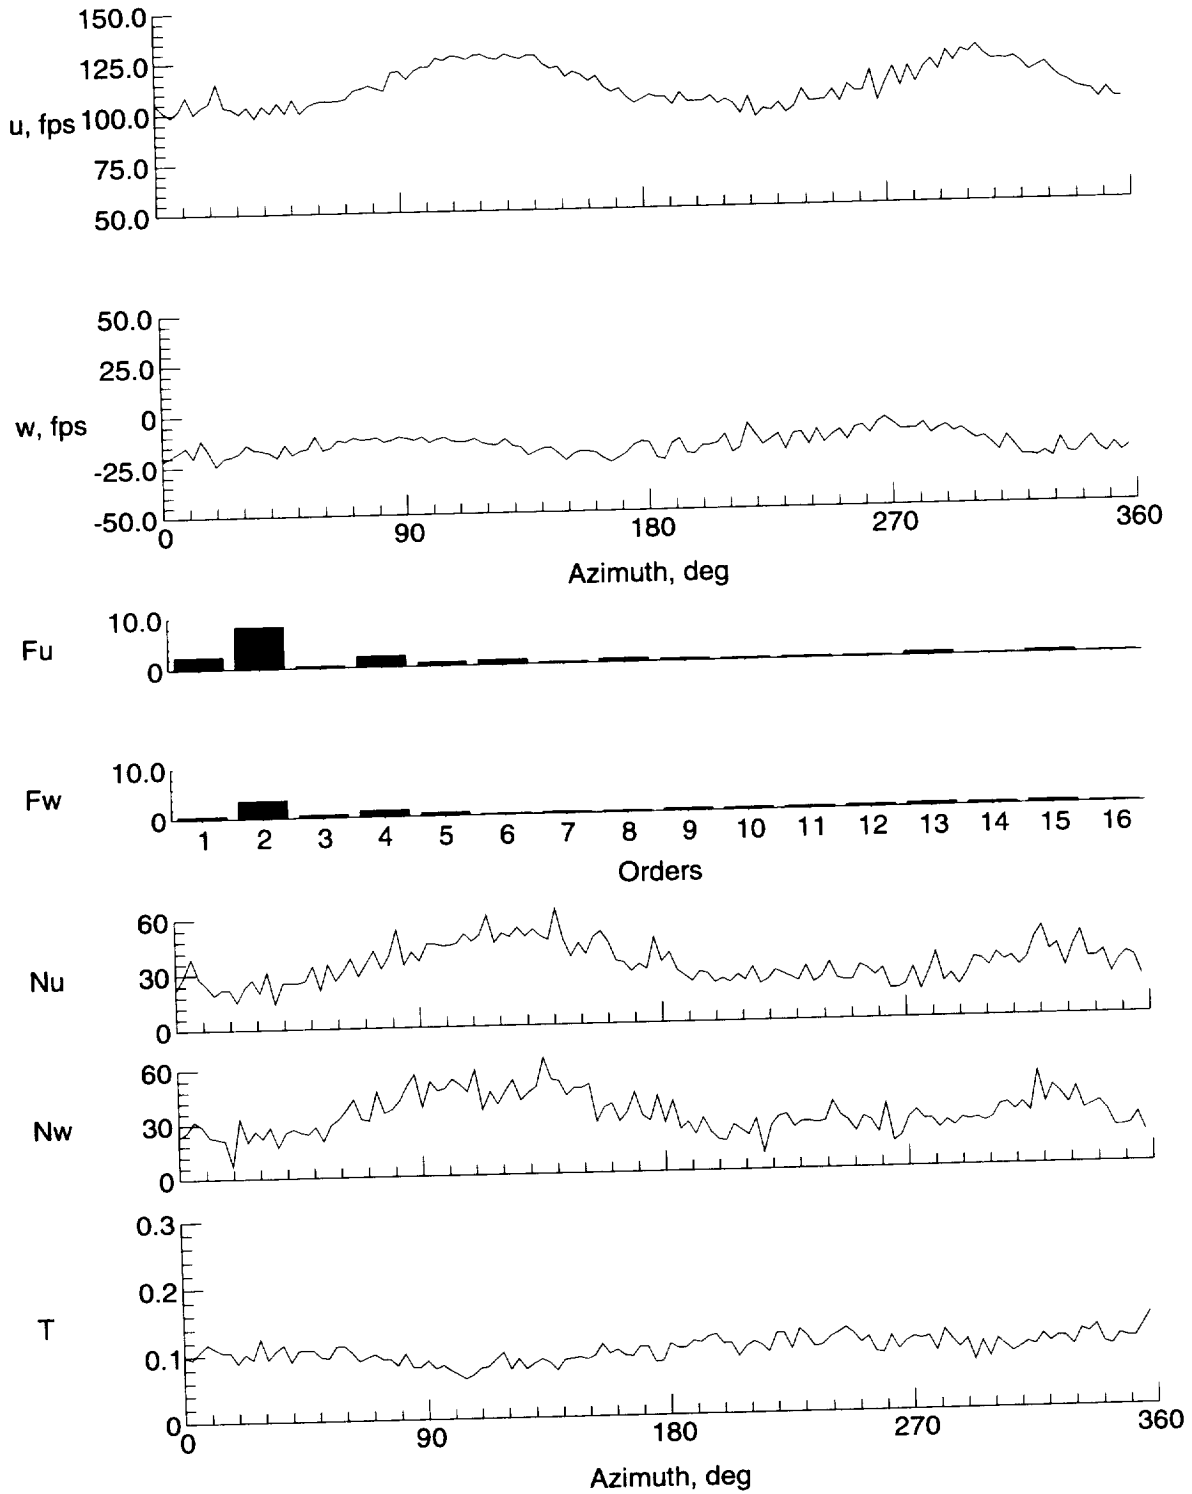 150.0
125.0
u, fps 100.0
75.0
50.0
50.0
25.0
w, fps 0
-25.0
-50.0
0 90 180 270 360
Azimuth, deg
Fu 10.0
0
Fw 10.0
0
1 2 3 4 5 6 7 8 9 10 11 12 13 14 15 16
Orders
60
Nu 30
0
60
Nw 30
0
0.3
0.2
T
0.1
0
0 90 180 270 360
Azimuth, deg